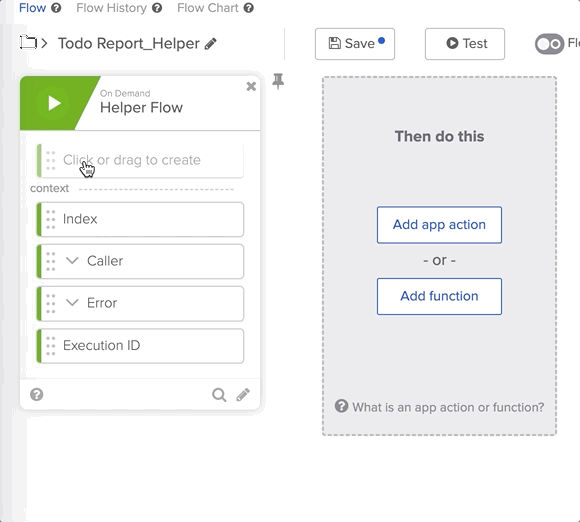 Flow ? Flow History ? Flow Chart ?
Todo Report_Helper
Save
Test
On Demand
Helper Flow
Click or drag to create
context
Index
Caller
Error
Execution ID
Then do this
Add app action
- or -
Add function
? What is an app action or function?